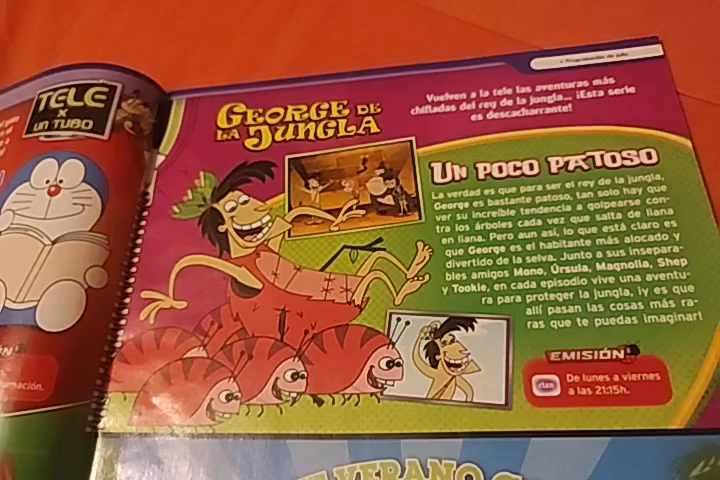 TELE
X
UN TUBO
rmación.
• Programación de julio
GEORGE DE
LA JUNGLA
Vuelven a la tele las aventuras más
chifladas del rey de la jungla... ¡Esta serie
es descacharrante!
UN POCO PATOSO
La verdad es que para ser el rey de la jungla,
George es bastante patoso, tan solo hay que
ver su increíble tendencia a golpearse con-
tra los árboles cada vez que salta de liana
en liana. Pero aun así, lo que está claro es
que George es el habitante más alocado y
divertido de la selva. Junto a sus insepara-
bles amigos Mono, Úrsula, Magnolia, Shep
y Tookie, en cada episodio vive una aventu-
ra para proteger la jungla, ¡y es que
allí pasan las cosas más ra-
ras que te puedas imaginar!
EMISIÓN
clan
De lunes a viernes
a las 21:15h.
VERANO